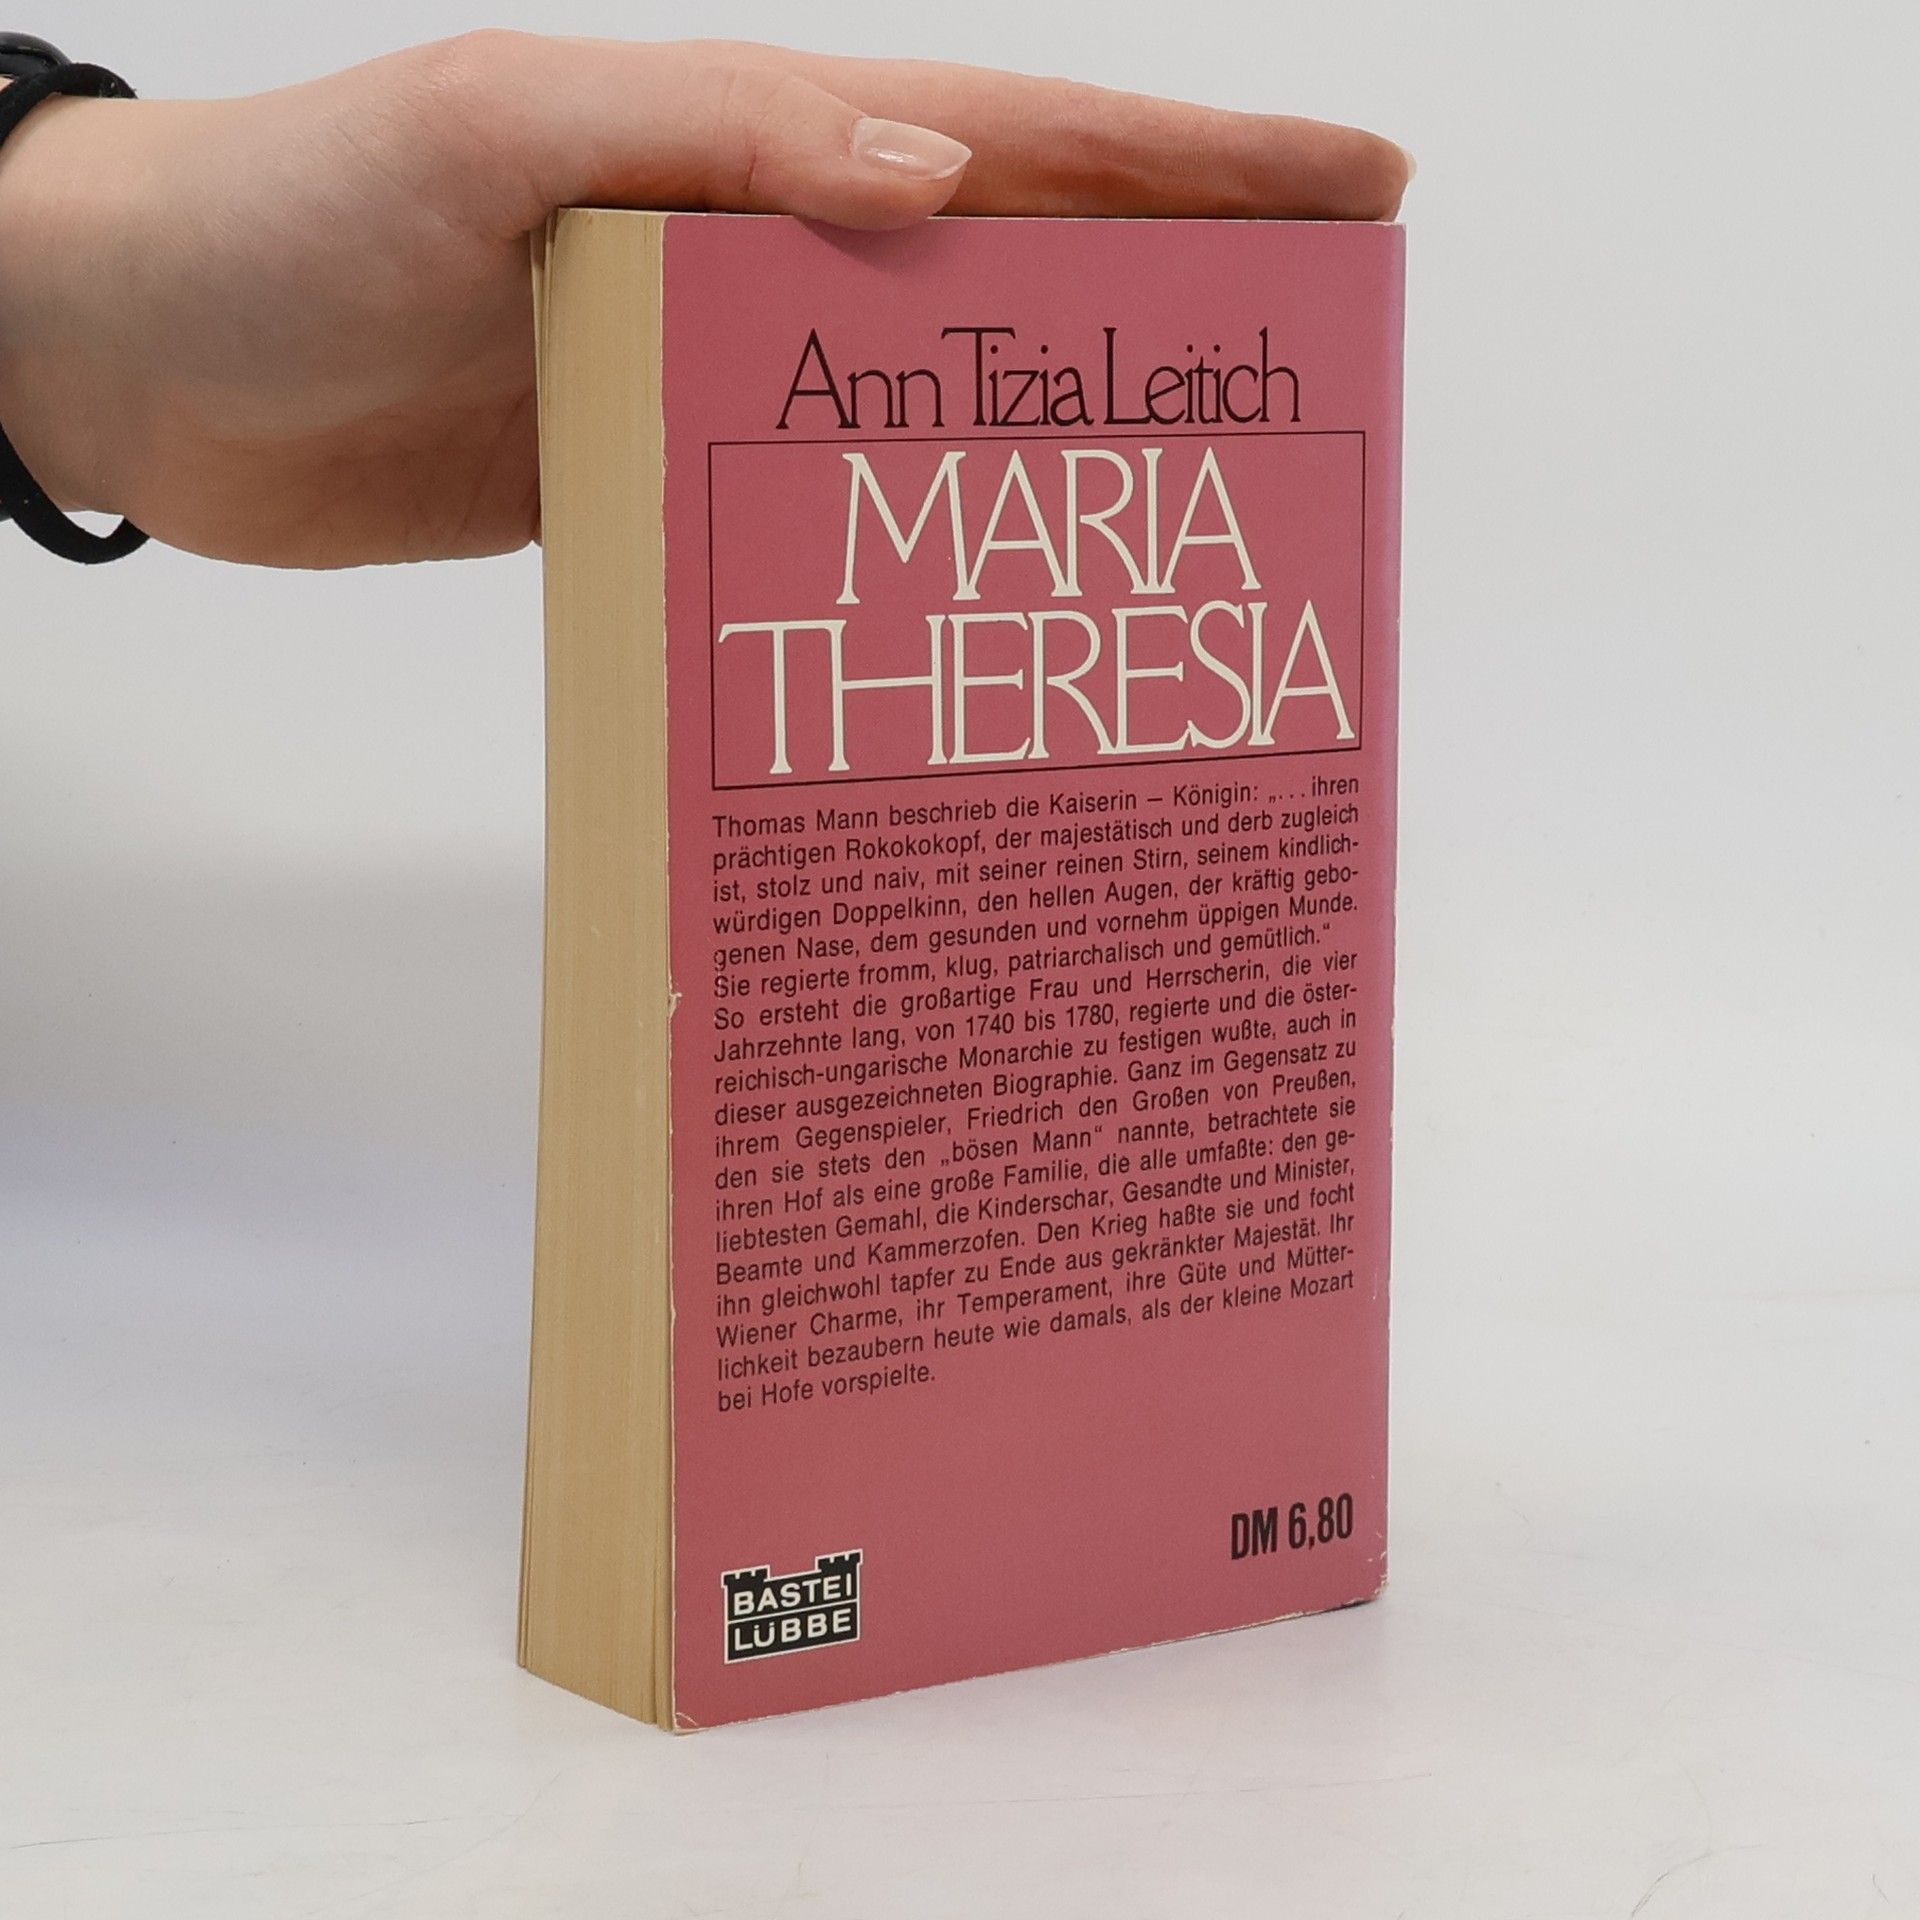 Ann Tizia Leitich
MARIA
THERESIA
Thomas Mann beschrieb die Kaiserin – Königin: „... ihren
prächtigen Rokokokopf, der majestätisch und derb zugleich
ist, stolz und naiv, mit seiner reinen Stirn, seinem kindlich-
würdigen Doppelkinn, den hellen Augen, der kräftig gebo-
genen Nase, dem gesunden und vornehm üppigen Munde.
Sie regierte fromm, klug, patriarchalisch und gemütlich.“
So ersteht die großartige Frau und Herrscherin, die vier
Jahrzehnte lang, von 1740 bis 1780, regierte und die öster-
reichisch-ungarische Monarchie zu festigen wußte, auch in
dieser ausgezeichneten Biographie. Ganz im Gegensatz zu
ihrem Gegenspieler, Friedrich den Großen von Preußen,
den sie stets den „bösen Mann“ nannte, betrachtete sie
ihren Hof als eine große Familie, die alle umfaßte: den ge-
liebtesten Gemahl, die Kinderschar, Gesandte und Minister,
Beamte und Kammerzofen. Den Krieg haßte sie und focht
ihn gleichwohl tapfer zu Ende aus gekränkter Majestät. Ihr
Wiener Charme, ihr Temperament, ihre Güte und Mütter-
lichkeit bezaubern heute wie damals, als der kleine Mozart
bei Hofe vorspielte.
DM 6,80
BASTEI
LÜBBE